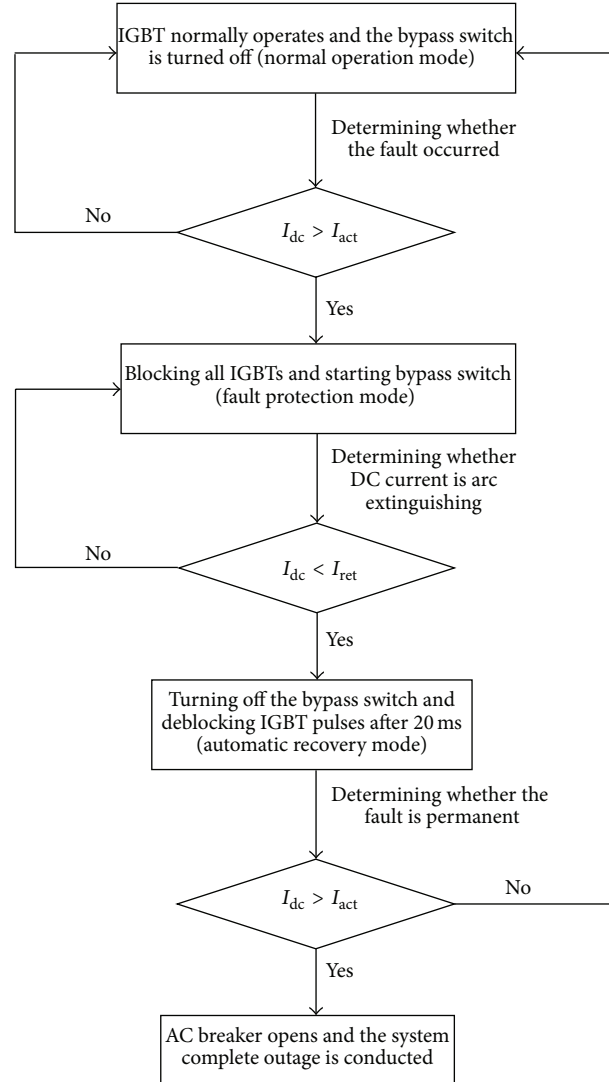 IGBT normally operates and the bypass switch
is turned off (normal operation mode)
Determining whether
the fault occurred
No
I_dc > I_act
Yes
Blocking all IGBTs and starting bypass switch
(fault protection mode)
Determining whether
DC current is arc
extinguishing
No
I_dc < I_ret
Yes
Turning off the bypass switch and
deblocking IGBT pulses after 20 ms
(automatic recovery mode)
Determining whether the
fault is permanent
I_dc > I_act
No
Yes
AC breaker opens and the system
complete outage is conducted